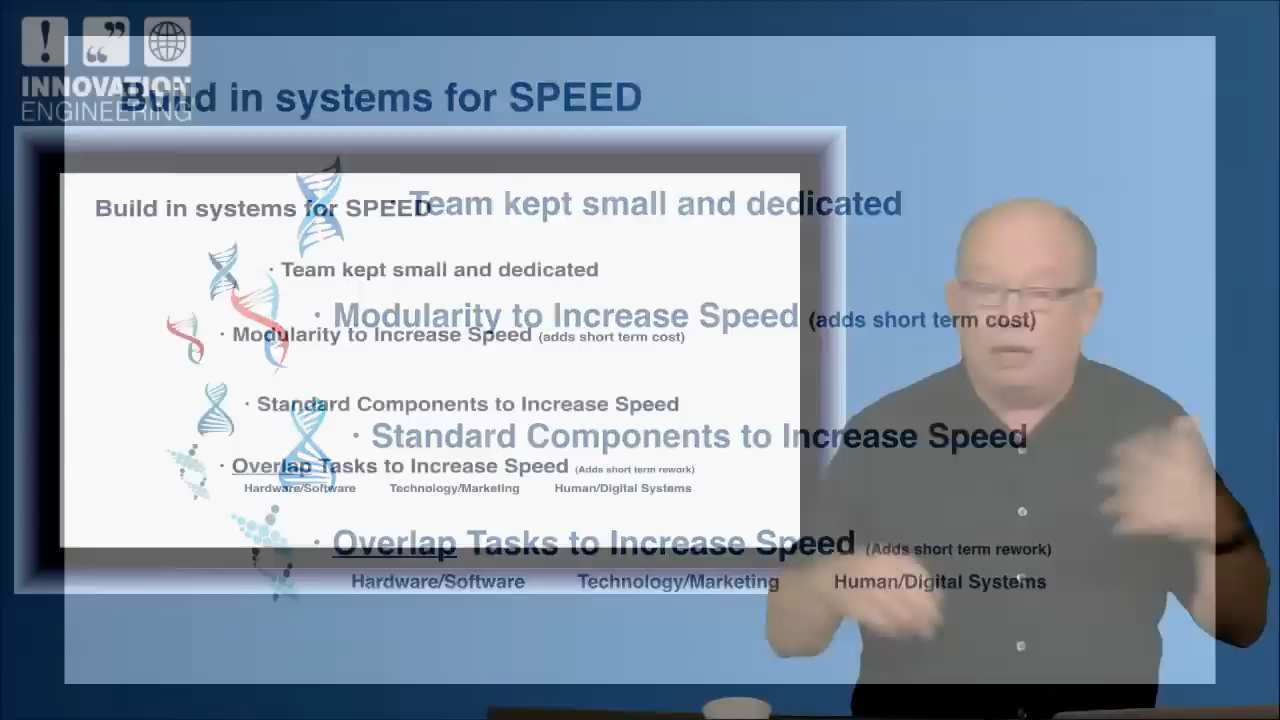 INNOVATION
ENGINEERING
Build in systems for SPEED
Team kept small and dedicated
· Modularity to Increase Speed (adds short term cost)
· Standard Components to Increase Speed
· Overlap Tasks to Increase Speed (Adds short term rework)
Hardware/Software Technology/Marketing Human/Digital Systems
Build in systems for SPEED
· Team kept small and dedicated
· Modularity to Increase Speed (adds short term cost)
· Standard Components to Increase Speed
· Overlap Tasks to Increase Speed (Adds short term rework)
Hardware/Software Technology/Marketing Human/Digital Systems